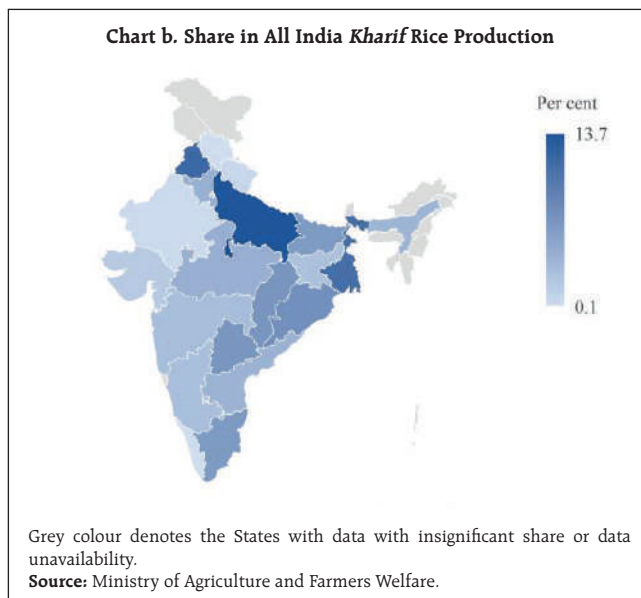 Chart b. Share in All India Kharif Rice Production
Per cent
13.7
0.1
Grey colour denotes the States with data with insignificant share or data
unavailability.
Source: Ministry of Agriculture and Farmers Welfare.